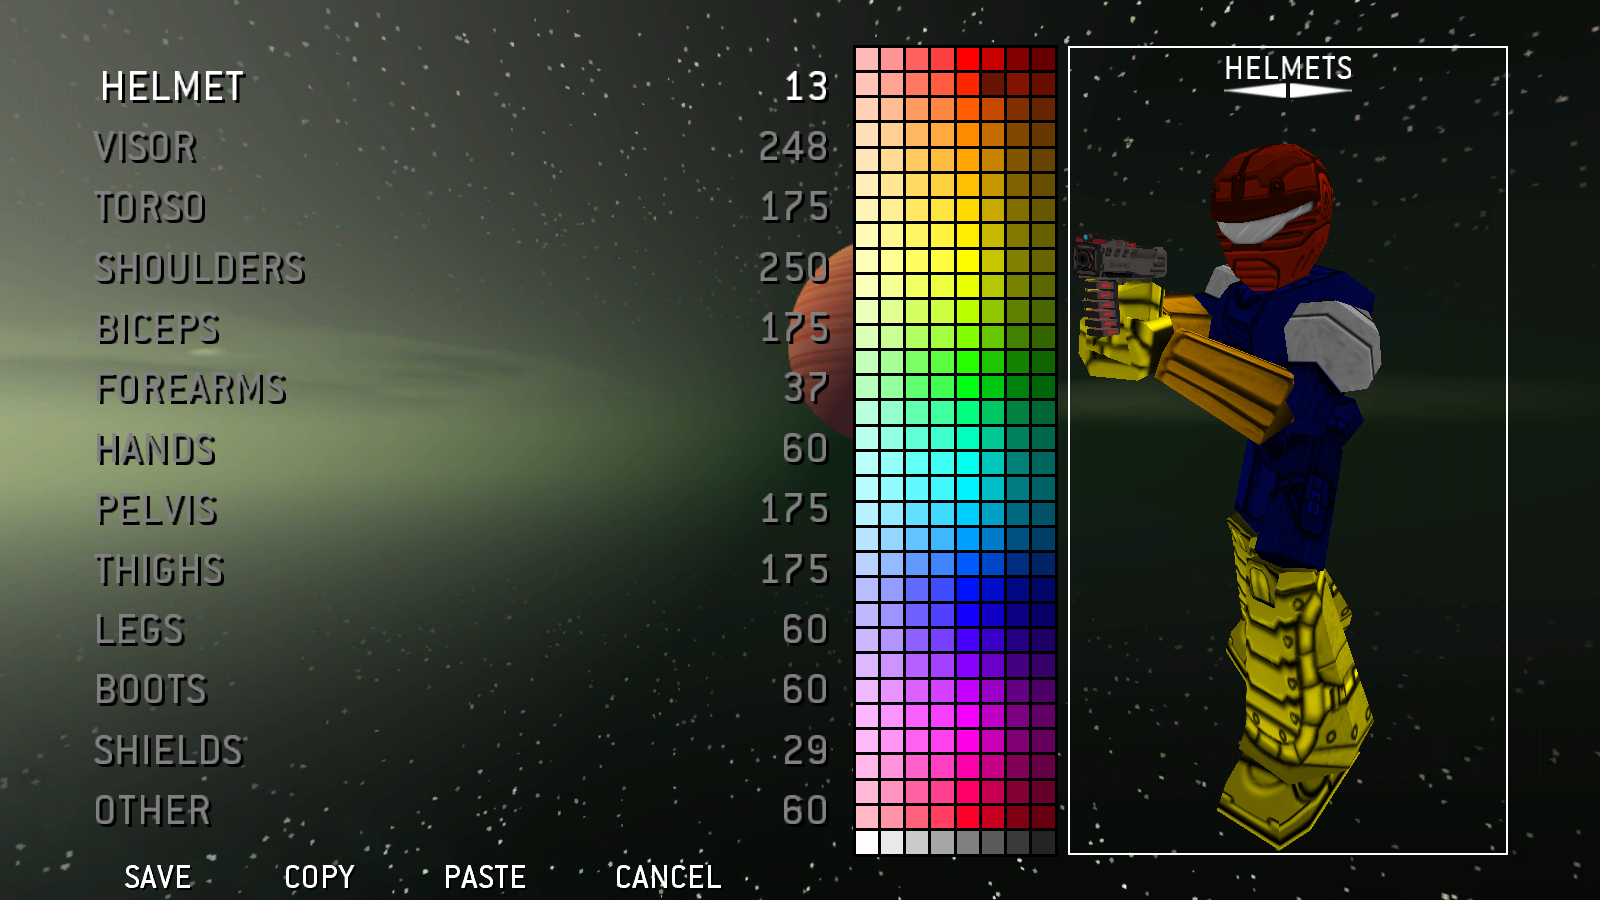 HELMET 13
VISOR 248
TORSO 175
SHOULDERS 250
BICEPS 175
FOREARMS 37
HANDS 60
PELVIS 175
THIGHS 175
LEGS 60
BOOTS 60
SHIELDS 29
OTHER 60
SAVE COPY PASTE CANCEL
HELMETS